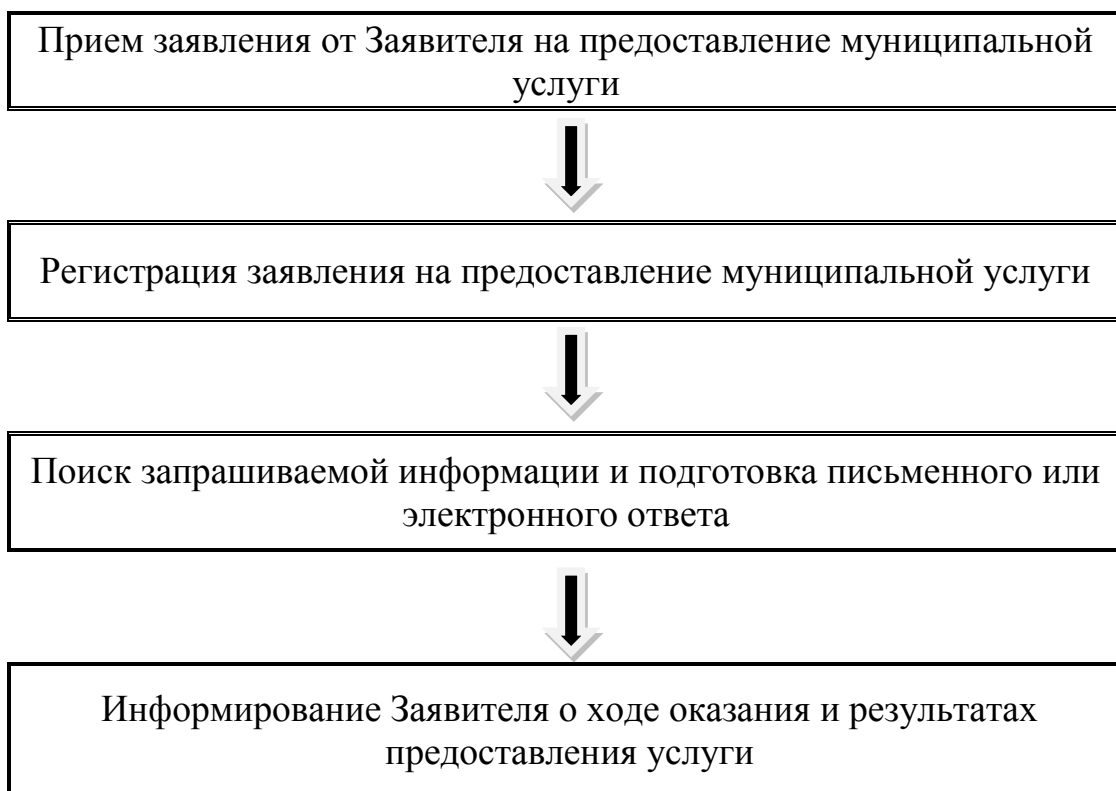 Прием заявления от Заявителя на предоставление муниципальной
услуги
Регистрация заявления на предоставление муниципальной услуги
Поиск запрашиваемой информации и подготовка письменного или
электронного ответа
Информирование Заявителя о ходе оказания и результатах
предоставления услуги